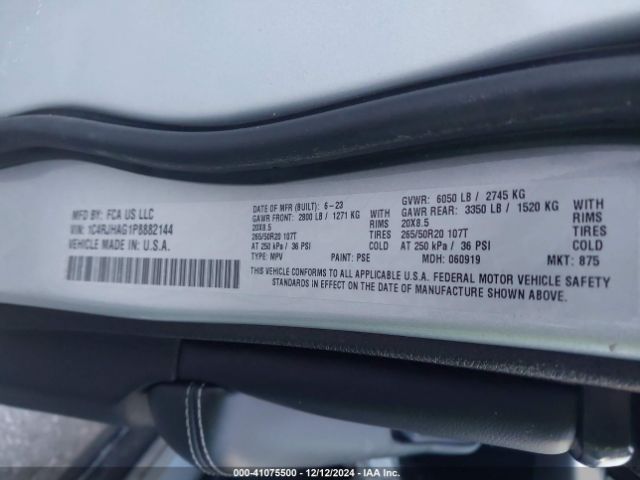 MFD BY: FCA US LLC
VIN: 1C4RJHAG1P8882144
VEHICLE MADE IN U.S.A.
DATE OF MFR (BUILT): 6-23
GAWR FRONT: 2800 LB / 1271 KG WITH
20X8.5 RIMS
265/50R20 107T TIRES
AT 250 kPa / 36 PSI
TYPE: MPV PAINT: PSE
GVWR: 6050 LB / 2745 KG
GAWR REAR: 3350 LB / 1520 KG WITH
20X8.5 RIMS
265/50R20 107T TIRES
AT 250 kPa / 36 PSI
MDH: 060919 MKT: 875
THIS VEHICLE CONFORMS TO ALL APPLICABLE U.S.A. FEDERAL MOTOR VEHICLE SAFETY
STANDARDS IN EFFECT ON THE DATE OF MANUFACTURE SHOWN ABOVE.
000-41075500 - 12/12/2024 - IAA Inc.